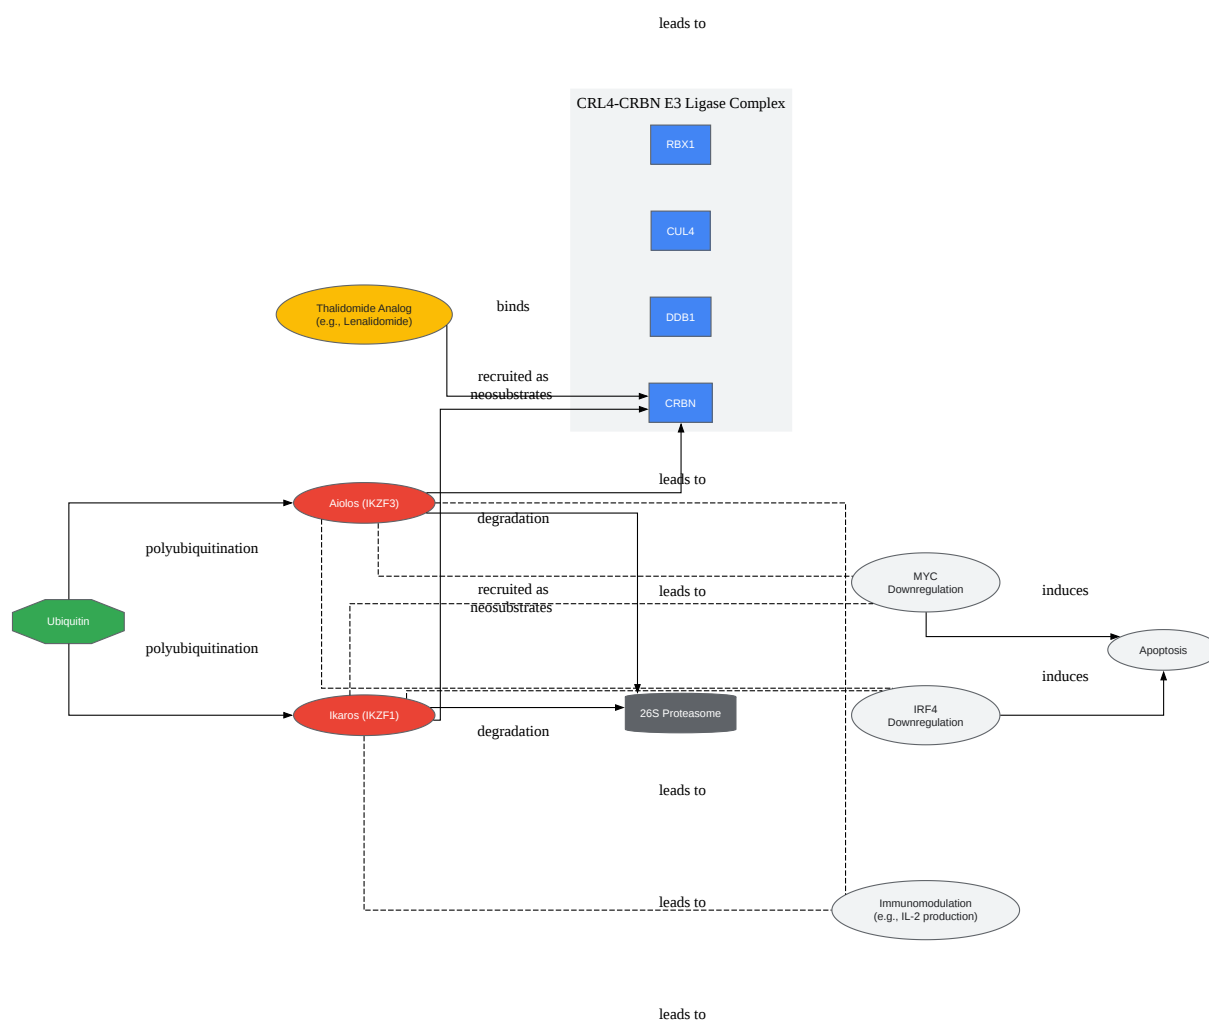 leads to
CRL4-CRBN E3 Ligase Complex
RBX1
CUL4
Thalidomide Analog
(e.g., Lenalidomide)
binds
DDB1
recruited as
neosubstrates
CRBN
leads to
Aiolos (IKZF3)
degradation
polyubiquitination
MYC
Downregulation
recruited as
neosubstrates
leads to
induces
Ubiquitin
polyubiquitination
Apoptosis
induces
Ikaros (IKZF1)
26S Proteasome
IRF4
Downregulation
degradation
leads to
leads to
Immunomodulation
(e.g., IL-2 production)
leads to